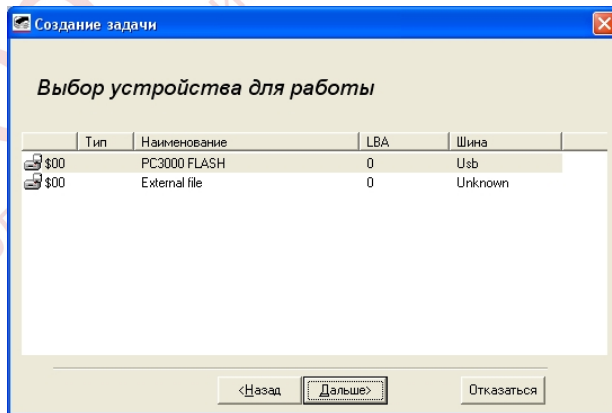 Создание задачи
Выбор устройства для работы
Тип Наименование LBA Шина
$00 PC3000 FLASH 0 Usb
$00 External file 0 Unknown
<Назад Дальше> Отказаться